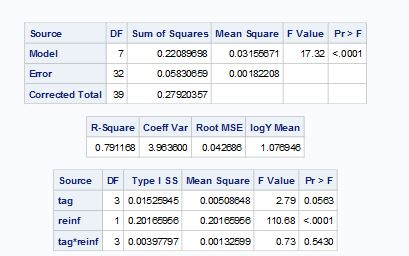 Source DF Sum of Squares Mean Square F Value Pr > F
Model 7 0.22089698 0.03155671 17.32 <.0001
Error 32 0.05830659 0.00182208
Corrected Total 39 0.27920357
R-Square Coeff Var Root MSE logY Mean
0.791168 3.963600 0.042686 1.076946
Source DF Type I SS Mean Square F Value Pr > F
tag 3 0.01525945 0.00508648 2.79 0.0563
reinf 1 0.20165956 0.20165956 110.68 <.0001
tag*reinf 3 0.00397797 0.00132599 0.73 0.5430